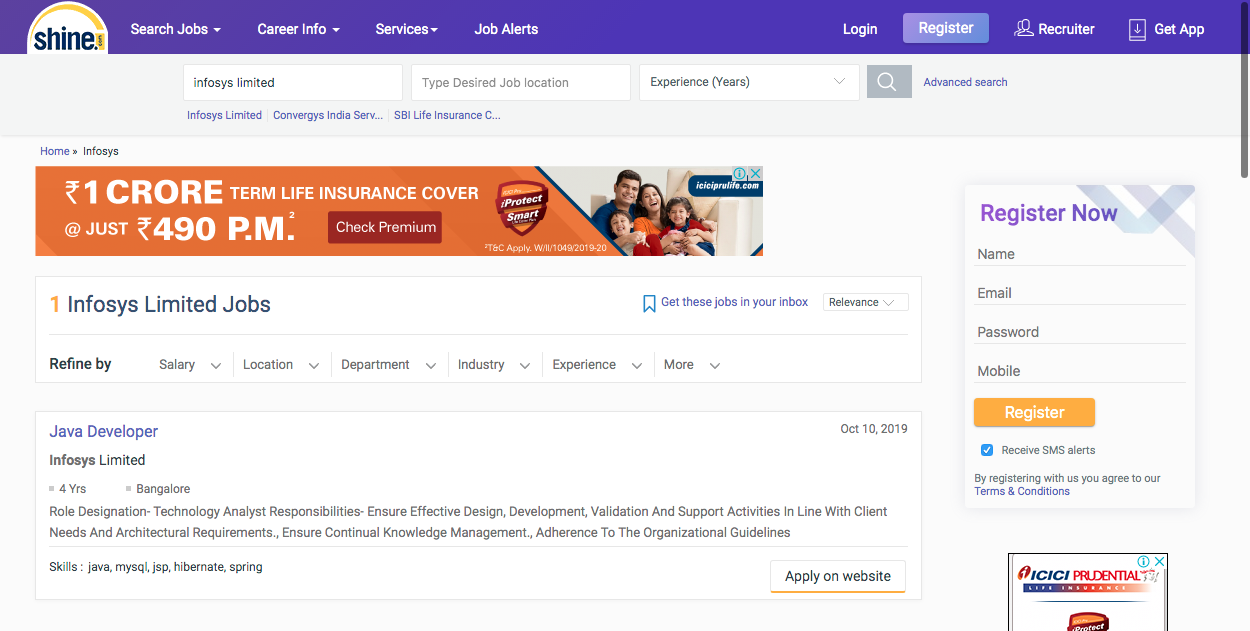 shine.com
Search Jobs
Career Info
Services
Job Alerts
Login
Register
Recruiter
Get App
infosys limited
Type Desired Job location
Experience (Years)
Advanced search
Infosys Limited
Convergys India Serv...
SBI Life Insurance C...
Home » Infosys
₹1 CRORE TERM LIFE INSURANCE COVER
@ JUST ₹490 P.M.²
Check Premium
iProtect
Smart
iciciprulife.com
²T&C Apply. W/II/1049/2019-20
Register Now
Name
Email
Password
Mobile
Register
Receive SMS alerts
By registering with us you agree to our
Terms & Conditions
1 Infosys Limited Jobs
Get these jobs in your inbox
Relevance
Refine by
Salary
Location
Department
Industry
Experience
More
Java Developer
Oct 10, 2019
Infosys Limited
4 Yrs
Bangalore
Role Designation- Technology Analyst Responsibilities- Ensure Effective Design, Development, Validation And Support Activities In Line With Client
Needs And Architectural Requirements., Ensure Continual Knowledge Management., Adherence To The Organizational Guidelines
Skills : java, mysql, jsp, hibernate, spring
Apply on website
ICICI PRUDENTIAL
LIFE INSURANCE
iProtect